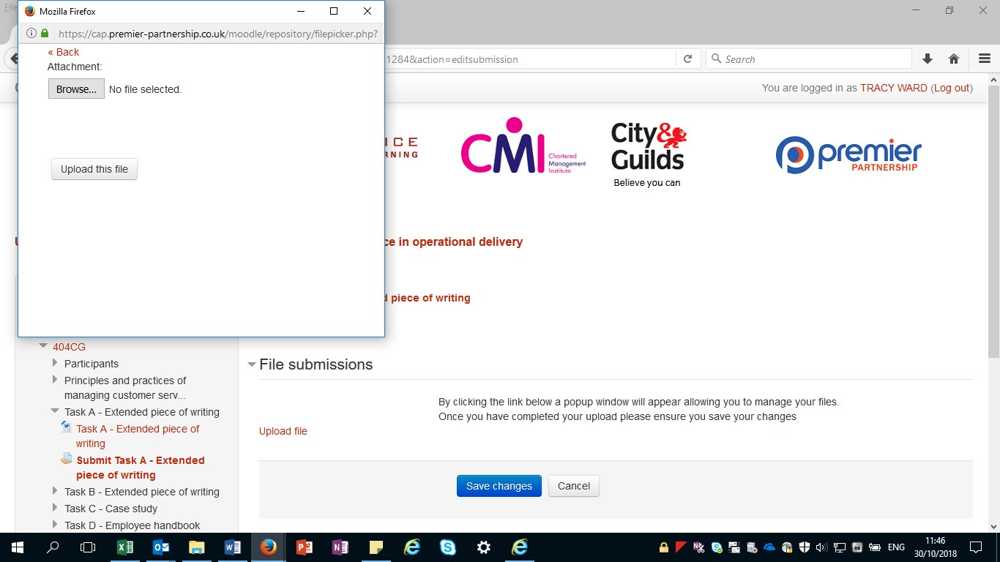 File
Mozilla Firefox
https://cap.premier-partnership.co.uk/moodle/repository/filepicker.php?
« Back
Attachment:
Browse... No file selected.
Upload this file
1284&action=editsubmission
Search
You are logged in as TRACY WARD (Log out)
ICE
RNING
CMI
Chartered
Management
Institute
City&
Guilds
Believe you can
premier
PARTNERSHIP
ce in operational delivery
d piece of writing
404CG
Participants
Principles and practices of
managing customer serv...
Task A - Extended piece of writing
Task A - Extended piece of
writing
Submit Task A - Extended
piece of writing
Task B - Extended piece of writing
Task C - Case study
Task D - Employee handbook
File submissions
By clicking the link below a popup window will appear allowing you to manage your files.
Once you have completed your upload please ensure you save your changes
Upload file
Save changes Cancel
ENG
11:46
30/10/2018